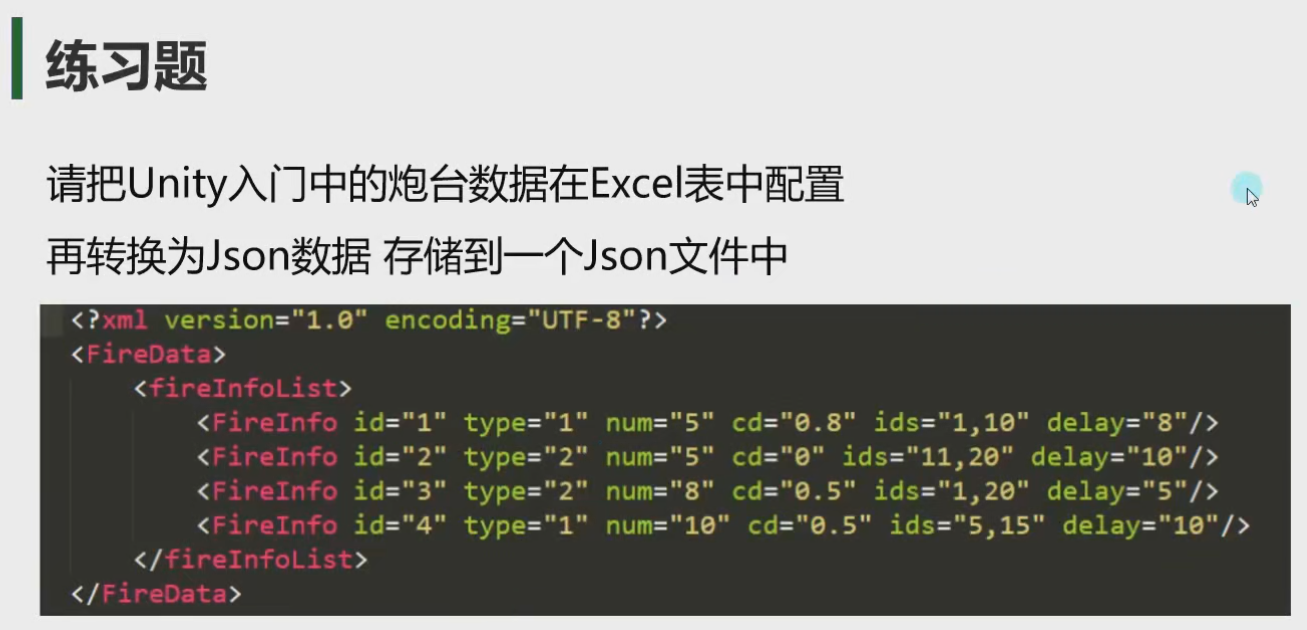 练习题
请把Unity入门中的炮台数据在Excel表中配置
再转换为Json数据 存储到一个Json文件中
<?xml version="1.0" encoding="UTF-8"?>
<FireData>
<fireInfoList>
<FireInfo id="1" type="1" num="5" cd="0.8" ids="1,10" delay="8"/>
<FireInfo id="2" type="2" num="5" cd="0" ids="11,20" delay="10"/>
<FireInfo id="3" type="2" num="8" cd="0.5" ids="1,20" delay="5"/>
<FireInfo id="4" type="1" num="10" cd="0.5" ids="5,15" delay="10"/>
</fireInfoList>
</FireData>